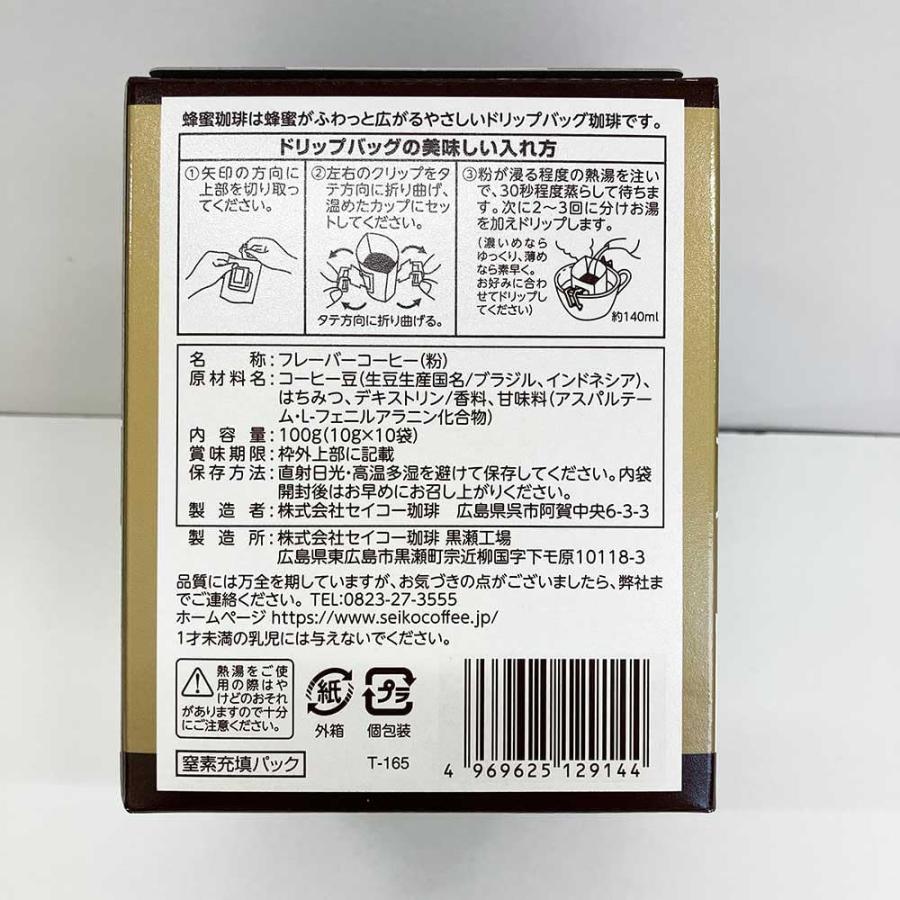 蜂蜜珈琲は蜂蜜がふわっと広がるやさしいドリップバッグ珈琲です。
ドリップバッグの美味しい入れ方
①矢印の方向に
上部を切り取っ
てください。
②左右のクリップをタ
テ方向に折り曲げ、
温めたカップにセッ
トしてください。
タテ方向に折り曲げる。
③粉が浸る程度の熱湯を注い
で、30秒程度蒸らして待ちま
す。次に2〜3回に分けお湯
を加えドリップします。
(濃いめなら
ゆっくり、薄め
なら素早く。
お好みに合わ
せてドリップし
てください)
約140ml
名称:フレーバーコーヒー(粉)
原材料名:コーヒー豆(生豆生産国名/ブラジル、インドネシア)、
はちみつ、デキストリン/香料、甘味料(アスパルテー
ム・L-フェニルアラニン化合物)
内容量:100g(10g×10袋)
賞味期限:枠外上部に記載
保存方法:直射日光・高温多湿を避けて保存してください。内袋
開封後はお早めにお召し上がりください。
製造者:株式会社セイコー珈琲 広島県呉市阿賀中央6-3-3
製造所:株式会社セイコー珈琲 黒瀬工場
広島県東広島市黒瀬町宗近柳国字下モ原10118-3
品質には万全を期していますが、お気づきの点がございましたら、弊社ま
でご連絡ください。TEL:0823-27-3555
ホームページ https://www.seikocoffee.jp/
1才未満の乳児には与えないでください。
熱湯をご使
用の際はや
けどのおそれ
がありますので十分
にご注意ください。
紙
外箱
プラ
個包装
窒素充填パック
T-165
4 969625 129144